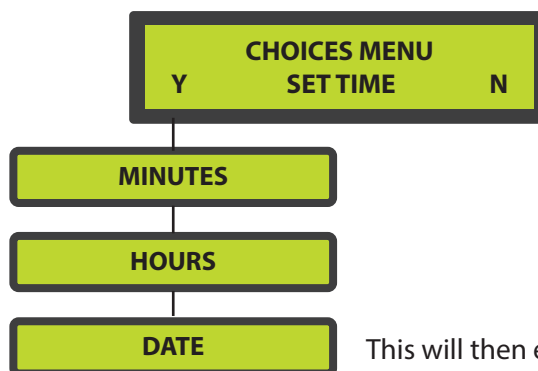 CHOICES MENU
Y SET TIME N
MINUTES
HOURS
DATE
This will then